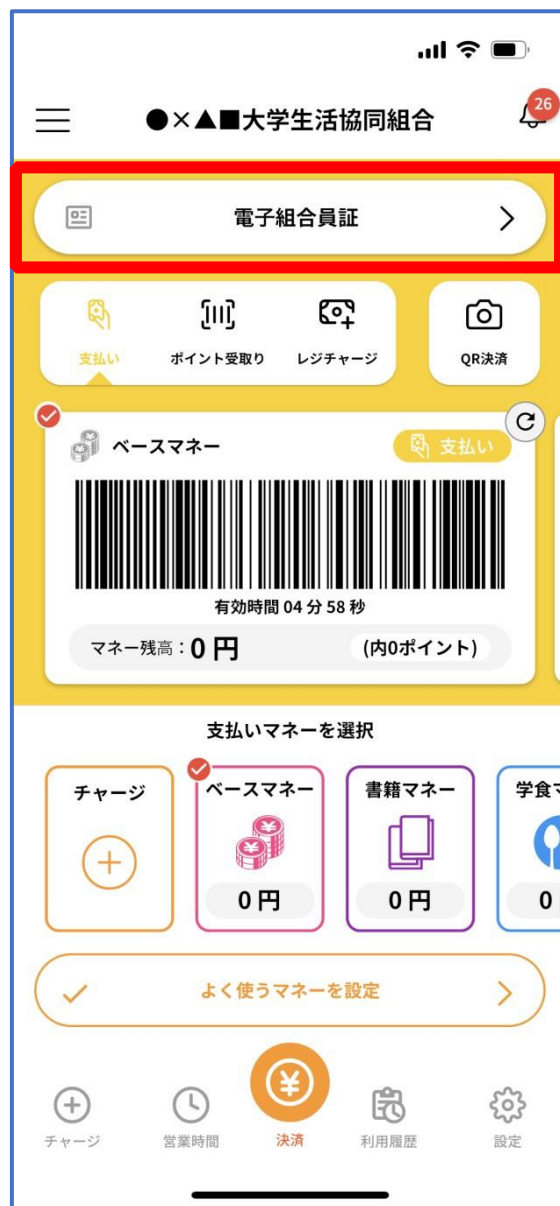 ●×▲■大学生活協同組合
26
電子組合員証
支払い
ポイント受取り
レジチャージ
QR決済
ベースマネー
支払い
有効時間 04 分 58 秒
マネー残高：0 円 (内0ポイント)
支払いマネーを選択
チャージ
ベースマネー
0 円
書籍マネー
0 円
学食マ
0
よく使うマネーを設定
チャージ
営業時間
決済
利用履歴
設定